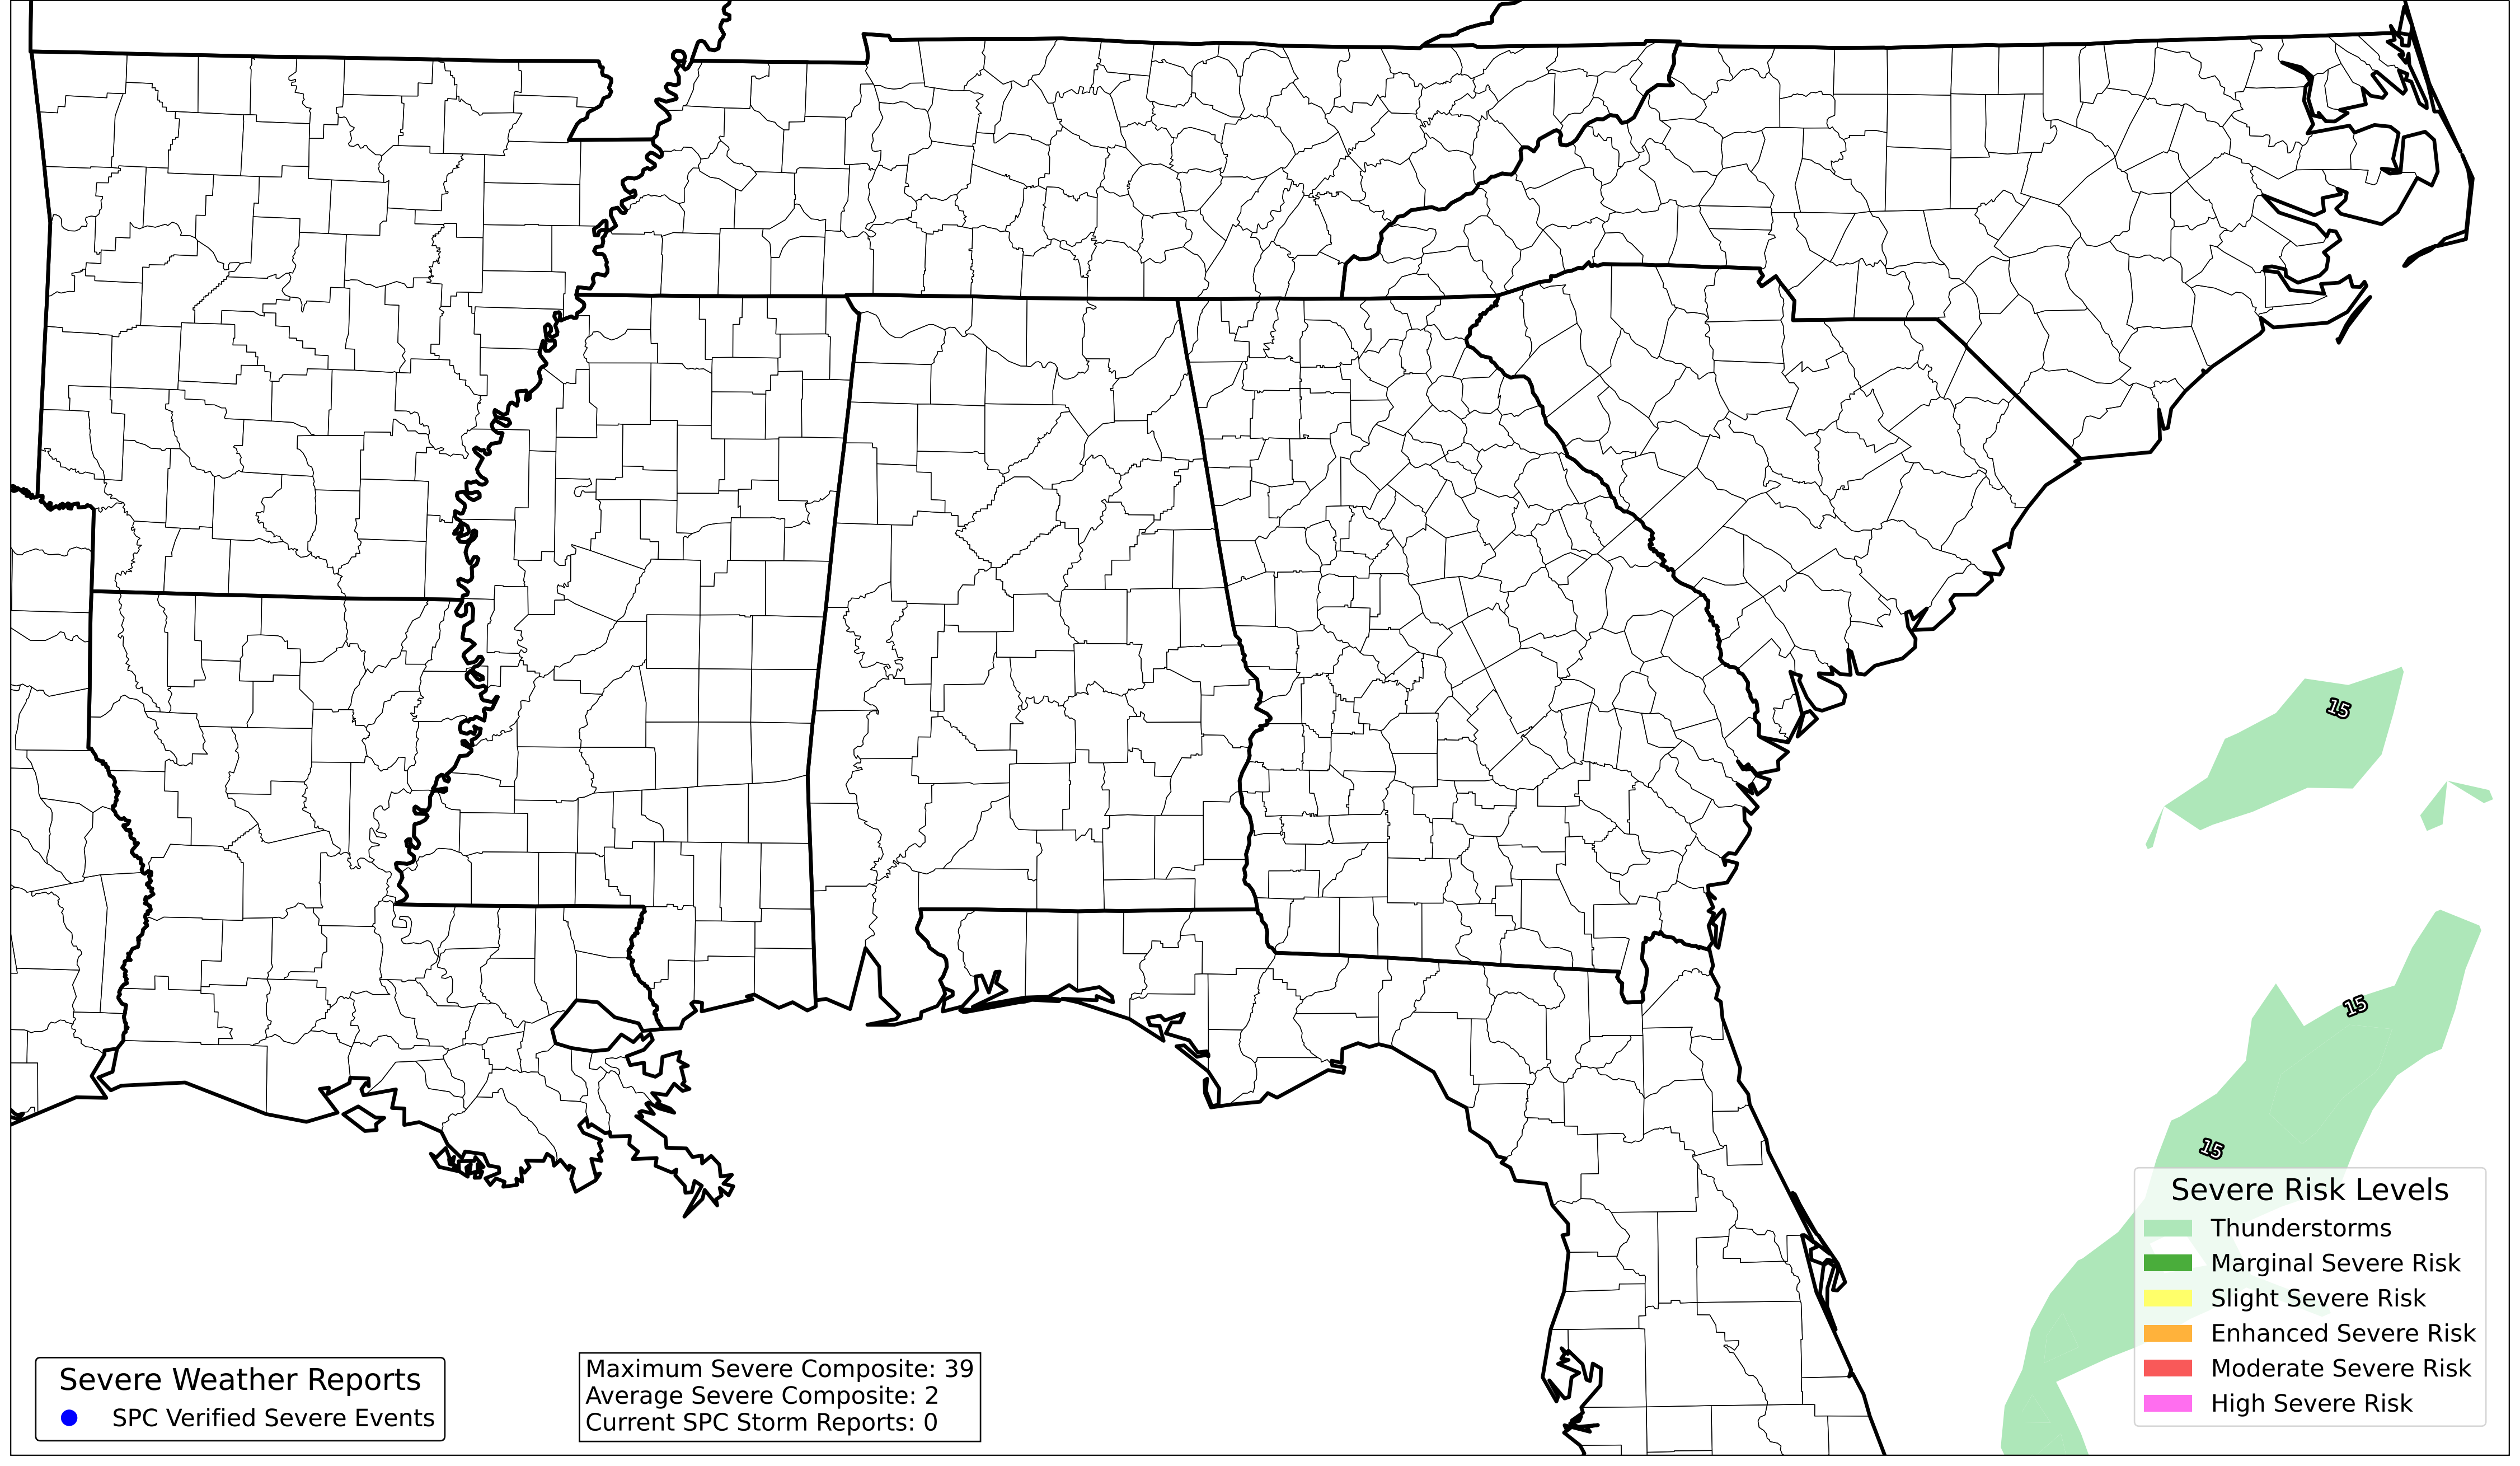 15
15
15
Severe Risk Levels
Thunderstorms
Marginal Severe Risk
Slight Severe Risk
Enhanced Severe Risk
Moderate Severe Risk
High Severe Risk
Severe Weather Reports
SPC Verified Severe Events
Maximum Severe Composite: 39
Average Severe Composite: 2
Current SPC Storm Reports: 0